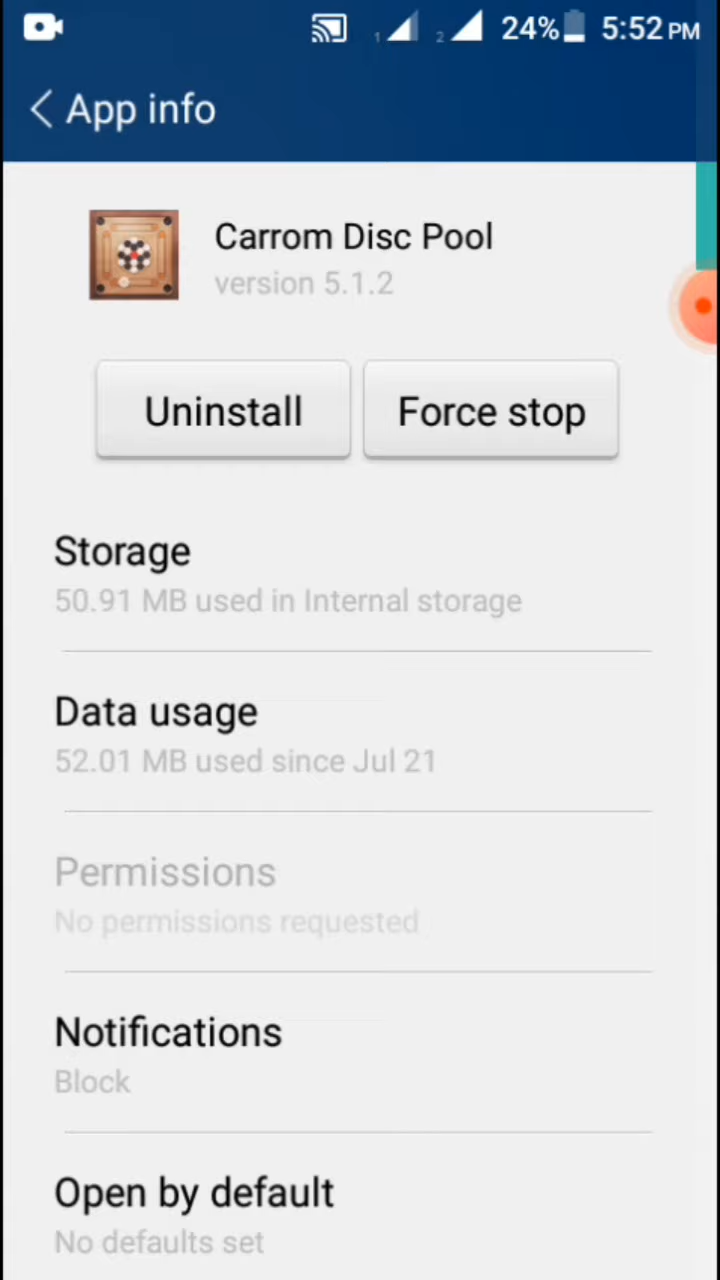 1 2 24% 5:52 PM
App info
Carrom Disc Pool
version 5.1.2
Uninstall Force stop
Storage
50.91 MB used in Internal storage
Data usage
52.01 MB used since Jul 21
Permissions
No permissions requested
Notifications
Block
Open by default
No defaults set